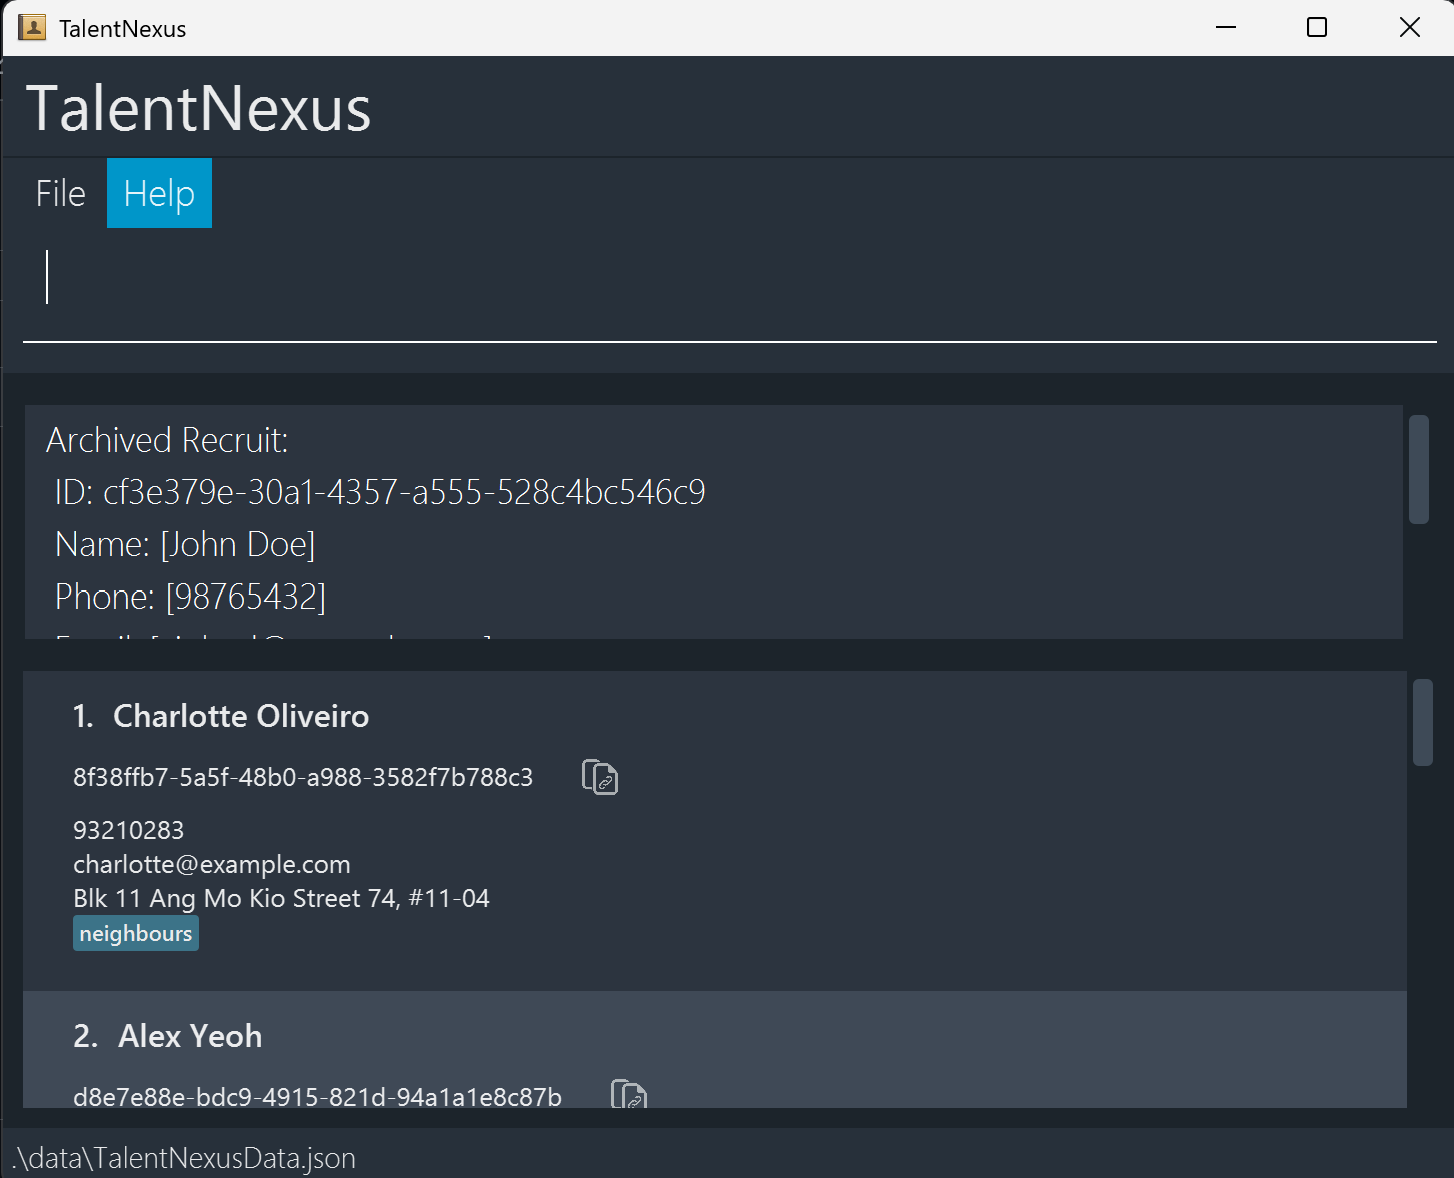 TalentNexus
TalentNexus
File Help
Archived Recruit:
ID: cf3e379e-30a1-4357-a555-528c4bc546c9
Name: [John Doe]
Phone: [98765432]
1. Charlotte Oliveiro
8f38ffb7-5a5f-48b0-a988-3582f7b788c3
93210283
charlotte@example.com
Blk 11 Ang Mo Kio Street 74, #11-04
neighbours
2. Alex Yeoh
d8e7e88e-bdc9-4915-821d-94a1a1e8c87b
.\data\TalentNexusData.json